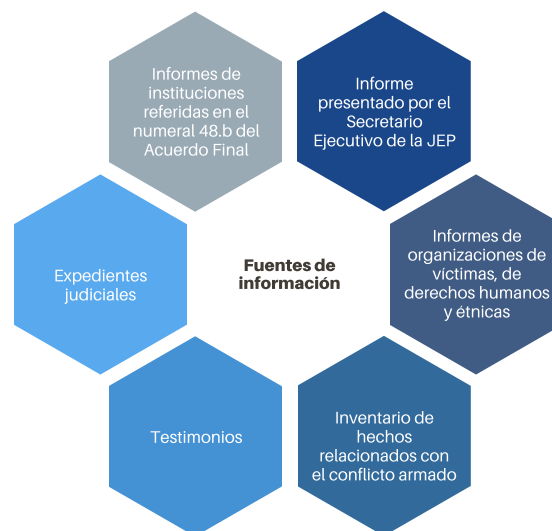 Informes de
instituciones
referidas en el
numeral 48.b del
Acuerdo Final
Informe
presentado por el
Secretario
Ejecutivo de la JEP
Expedientes
judiciales
Fuentes de
información
Informes de
organizaciones de
víctimas, de
derechos humanos
y étnicas
Testimonios
Inventario de
hechos
relacionados con
el conflicto armado